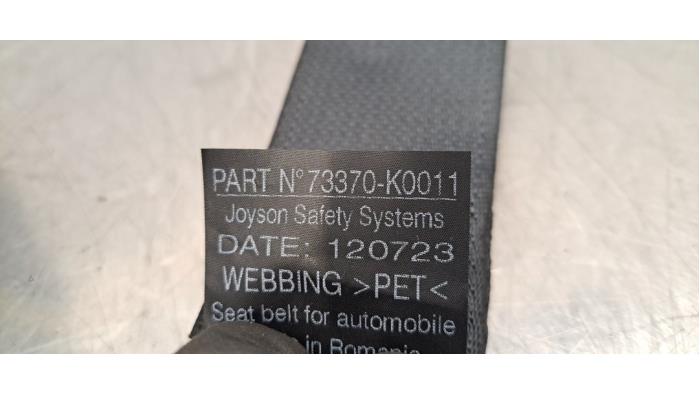 PART N° 73370-K0011
Joyson Safety Systems
DATE: 120723
WEBBING >PET<
Seat belt for automobile
in Romania